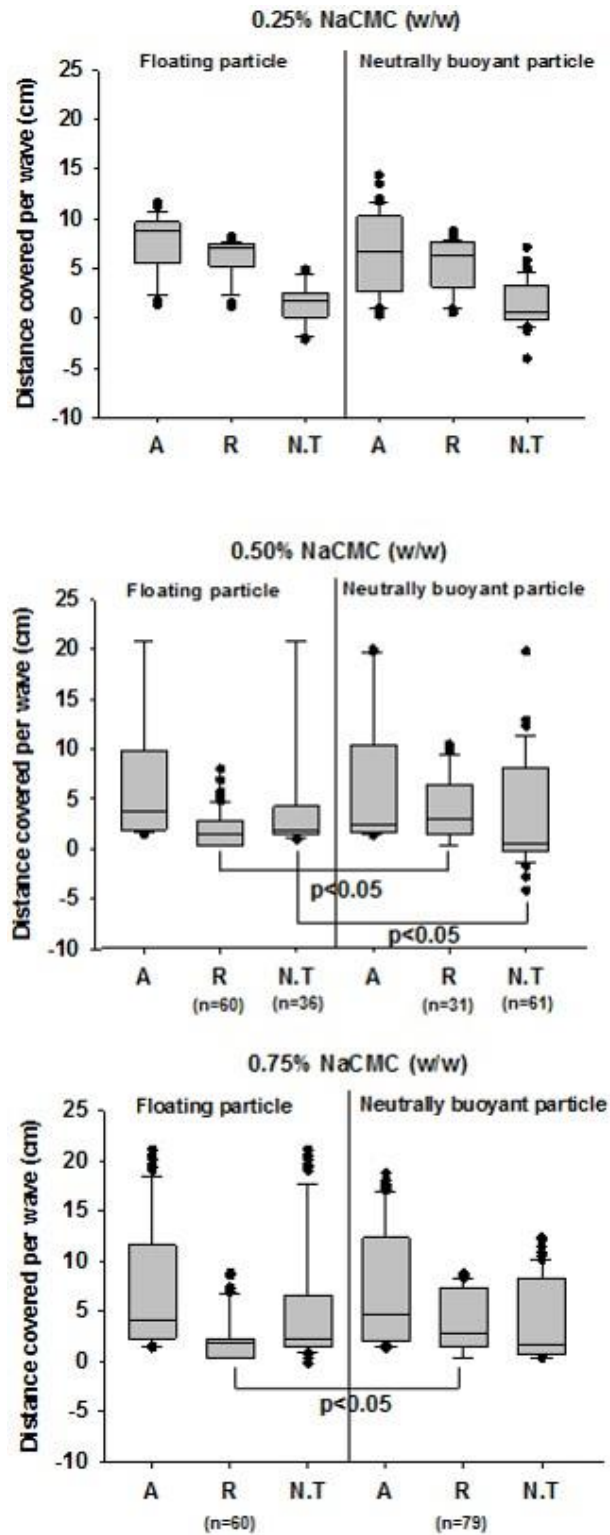 0.25% NaCMC (w/w)
Floating particle Neutrally buoyant particle
Distance covered per wave (cm)
25
20
15
10
5
0
-5
-10
A R N.T A R N.T
0.50% NaCMC (w/w)
Floating particle Neutrally buoyant particle
Distance covered per wave (cm)
25
20
15
10
5
0
-5
-10
p<0.05
p<0.05
A R N.T A R N.T
(n=60) (n=36) (n=31) (n=61)
0.75% NaCMC (w/w)
Floating particle Neutrally buoyant particle
Distance covered per wave (cm)
25
20
15
10
5
0
-5
-10
p<0.05
A R N.T A R N.T
(n=60) (n=79)